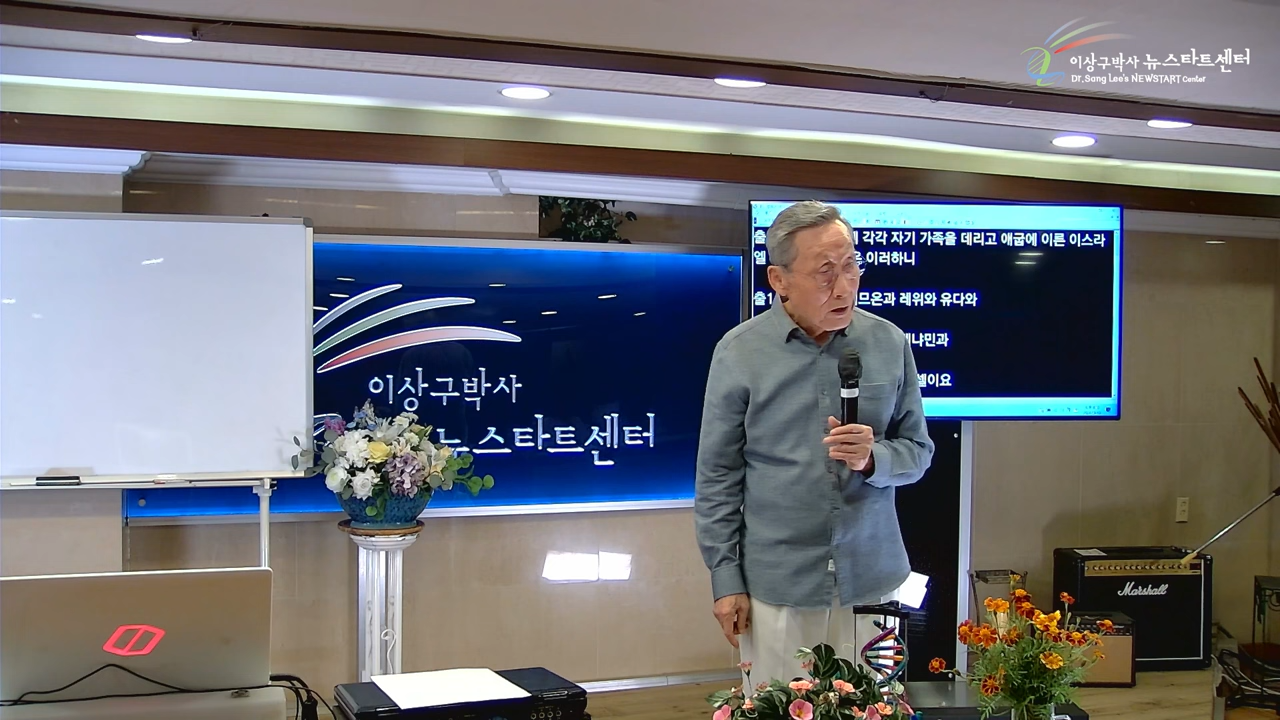 이상구박사 뉴스타트센터
Dr. Sang Lee's NEWSTART Center
각각 자기 가족을 데리고 애굽에 이른 이스라
엘 이러하니
출1 므온과 레위와 유다와
베냐민과
셀이요
이상구박사
뉴스타트센터
Marshall